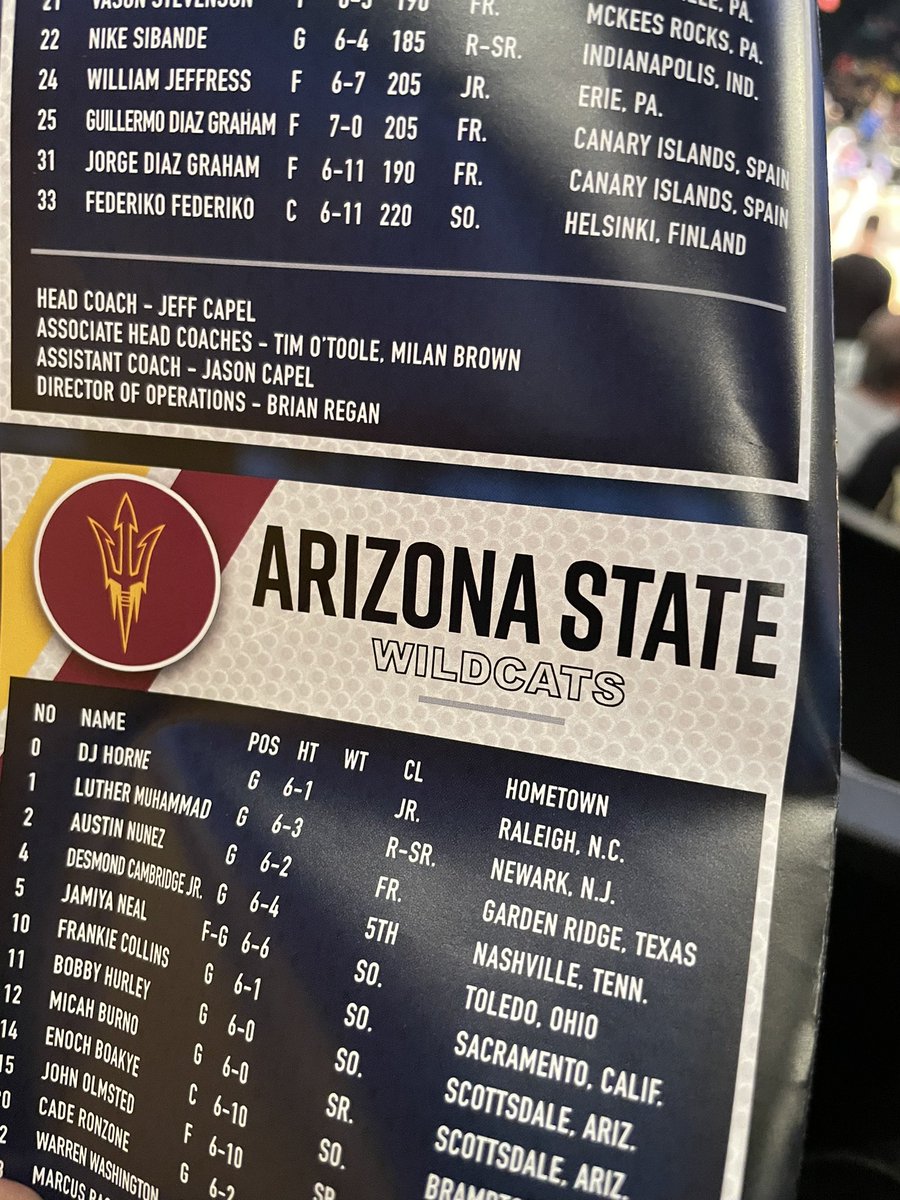 VASON STEVENSON 190 FR. MCKEES ROCKS, PA.
22 NIKE SIBANDE G 6-4 185 R-SR. INDIANAPOLIS, IND.
24 WILLIAM JEFFRESS F 6-7 205 JR. ERIE, PA.
25 GUILLERMO DIAZ GRAHAM F 7-0 205 FR. CANARY ISLANDS, SPAIN
31 JORGE DIAZ GRAHAM F 6-11 190 FR. CANARY ISLANDS, SPAIN
33 FEDERIKO FEDERIKO C 6-11 220 SO. HELSINKI, FINLAND
HEAD COACH – JEFF CAPEL
ASSOCIATE HEAD COACHES – TIM O'TOOLE, MILAN BROWN
ASSISTANT COACH – JASON CAPEL
DIRECTOR OF OPERATIONS – BRIAN REGAN
ARIZONA STATE
WILDCATS
NO NAME POS HT WT CL HOMETOWN
0 DJ HORNE G 6-1 JR. RALEIGH, N.C.
1 LUTHER MUHAMMAD G 6-3 R-SR. NEWARK, N.J.
2 AUSTIN NUNEZ G 6-2 FR. GARDEN RIDGE, TEXAS
4 DESMOND CAMBRIDGE JR. G 6-4 5TH NASHVILLE, TENN.
5 JAMIYA NEAL F-G 6-6 SO. TOLEDO, OHIO
10 FRANKIE COLLINS G 6-1 SO. SACRAMENTO, CALIF.
11 BOBBY HURLEY G 6-0 SO. SCOTTSDALE, ARIZ.
12 MICAH BURNO G 6-0 SR. SCOTTSDALE, ARIZ.
14 ENOCH BOAKYE C 6-10 SO.
15 JOHN OLMSTED F 6-10 SR.
CADE RONZONE G 6-2
WARREN WASHINGTON
MARCUS